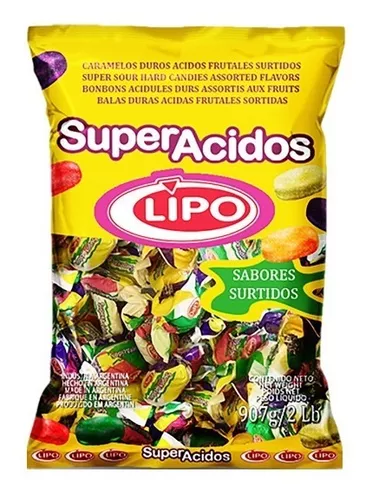 CARAMELOS DUROS ACIDOS FRUTALES SURTIDOS
SUPER SOUR HARD CANDIES ASSORTED FLAVORS
BONBONS ACIDULES DURS ASSORTIS AUX FRUITS
BALAS DURAS ACIDAS FRUTALES SORTIDAS
SuperAcidos
LIPO
SABORES
SURTIDOS
INDUSTRIA ARGENTINA
HECHO EN ARGENTINA
MADE IN ARGENTINA
FABRIQUE EN ARGENTINE
PRODUZIDO EM ARGENTINA
CONTENIDO NETO
NET WEIGHT
POIDS NET
PESO LIQUIDO
907g/2 Lb
LIPO
LIPO
SuperAcidos
LIPO
LIPO